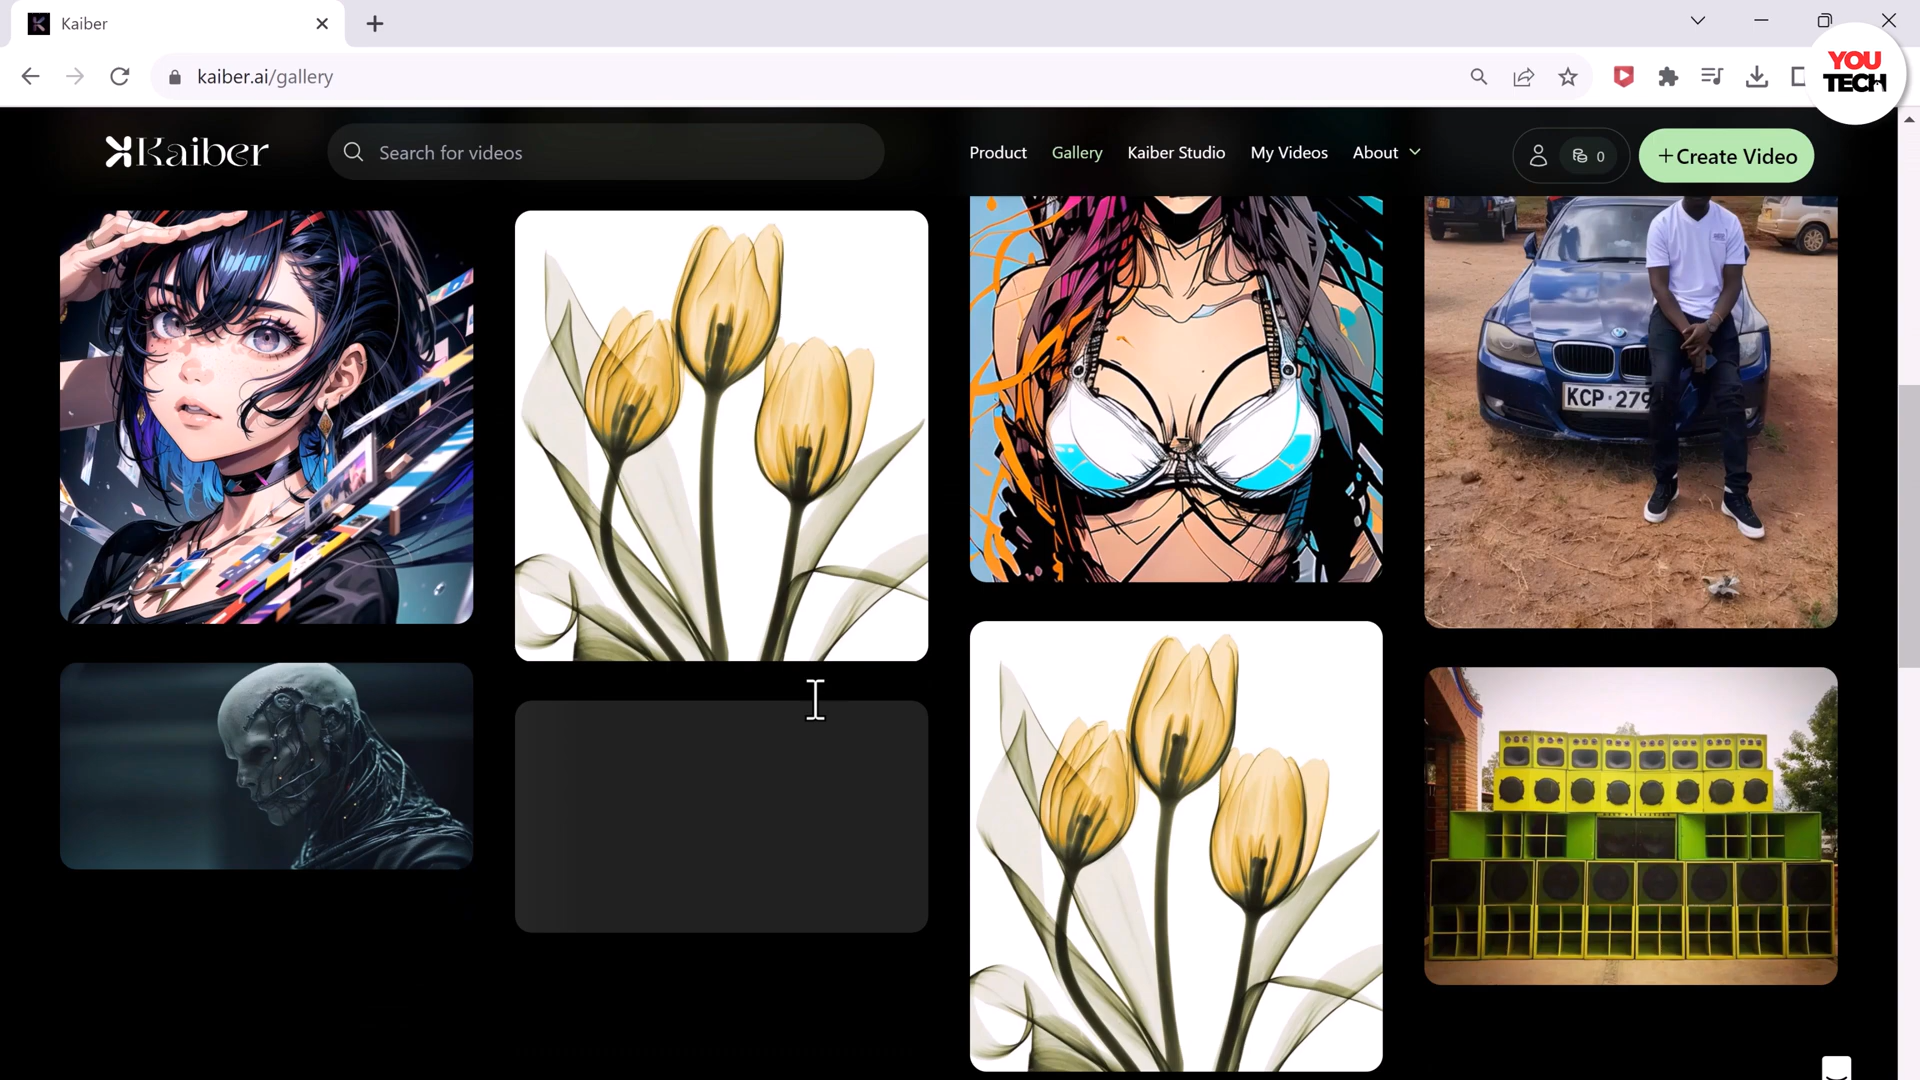 Kaiber
YOU
TECH
kaiber.ai/gallery
Kaiber
Search for videos
Product
Gallery
Kaiber Studio
My Videos
About
0
+Create Video
KCP 279